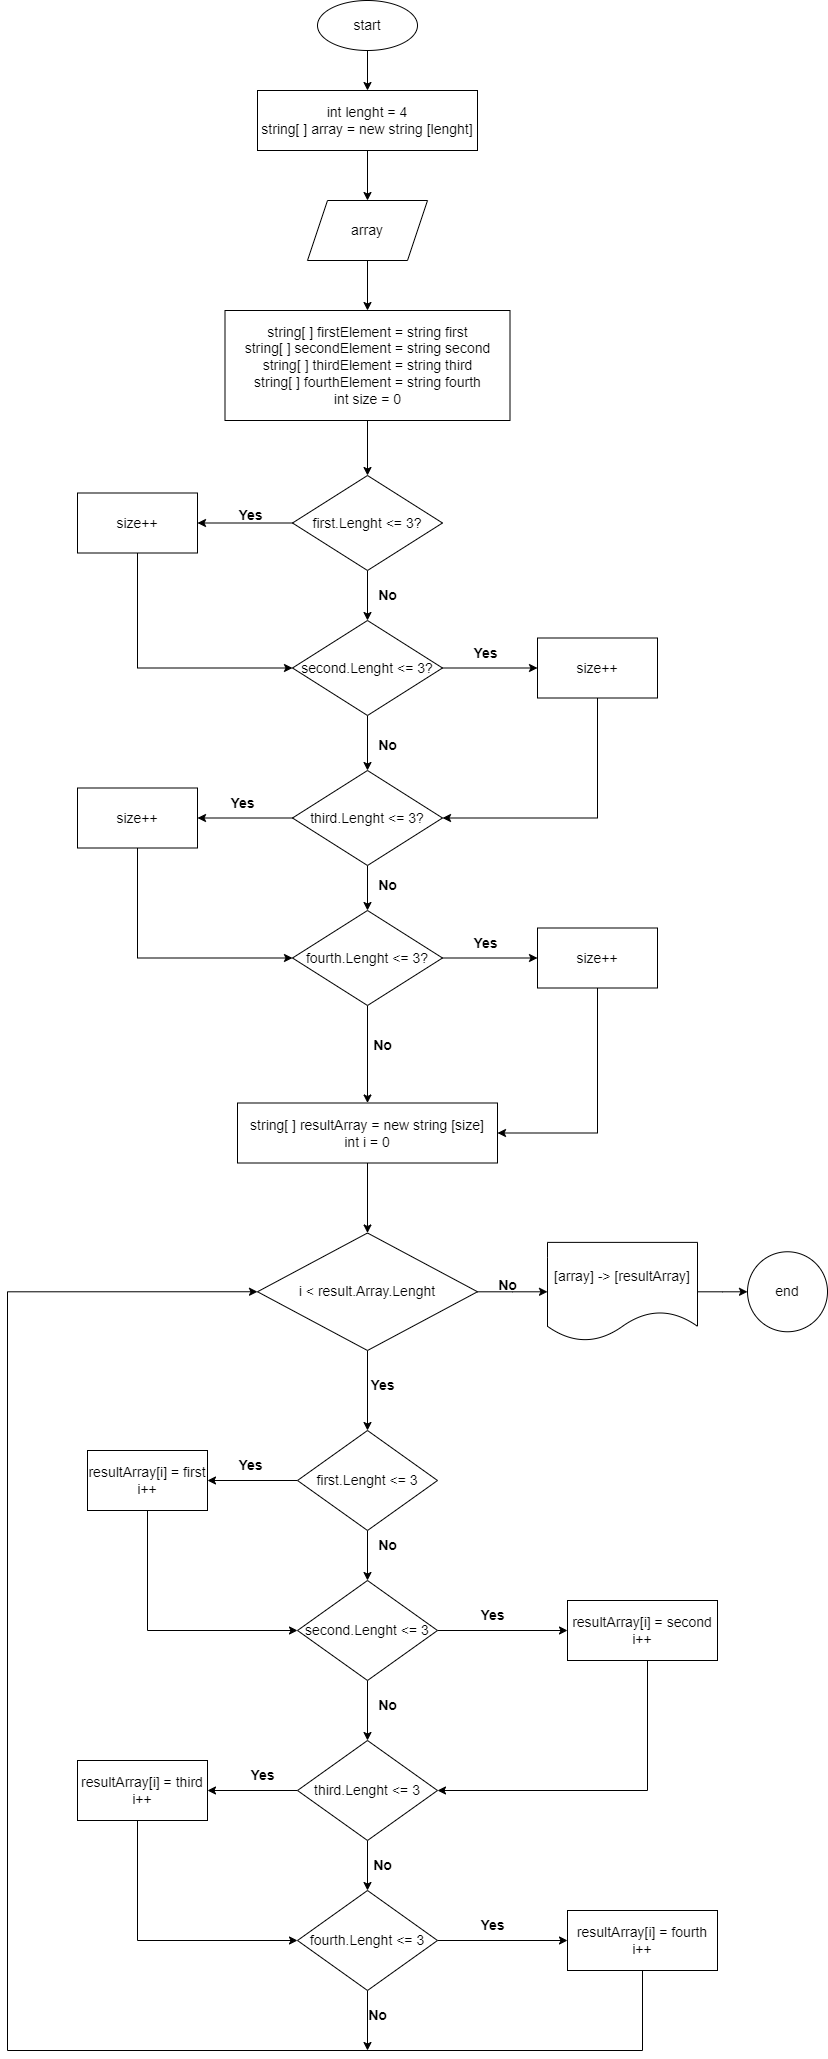 start
int lenght = 4
string[ ] array = new string [lenght]
array
string[ ] firstElement = string first
string[ ] secondElement = string second
string[ ] thirdElement = string third
string[ ] fourthElement = string fourth
int size = 0
size++
Yes
first.Lenght <= 3?
No
second.Lenght <= 3?
Yes
size++
No
size++
Yes
third.Lenght <= 3?
No
fourth.Lenght <= 3?
Yes
size++
No
string[ ] resultArray = new string [size]
int i = 0
i < result.Array.Lenght
No
[array] -> [resultArray]
end
Yes
resultArray[i] = first
i++
Yes
first.Lenght <= 3
No
second.Lenght <= 3
Yes
resultArray[i] = second
i++
No
resultArray[i] = third
i++
Yes
third.Lenght <= 3
No
fourth.Lenght <= 3
Yes
resultArray[i] = fourth
i++
No